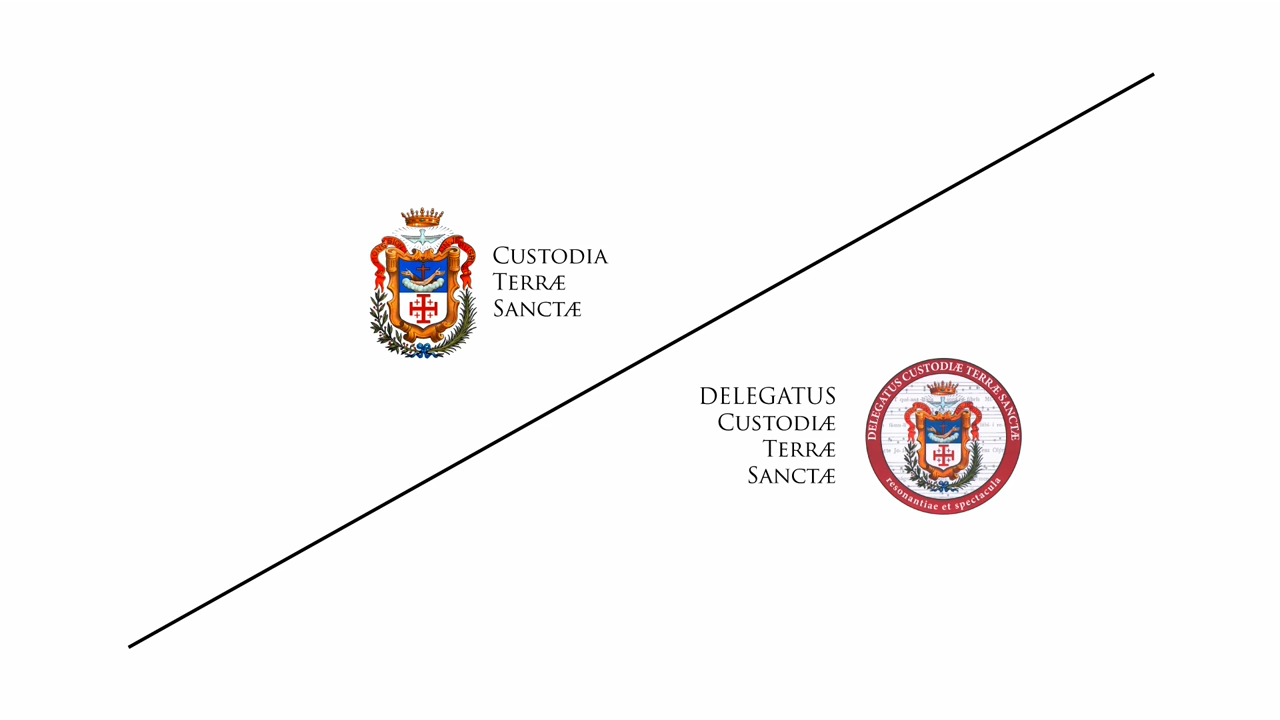 Custodia
Terræ
Sanctæ
DELEGATUS
Custodiæ
Terræ
Sanctæ
DELEGATUS CUSTODIÆ TERRÆ SANCTÆ
resonantiae et spectacula